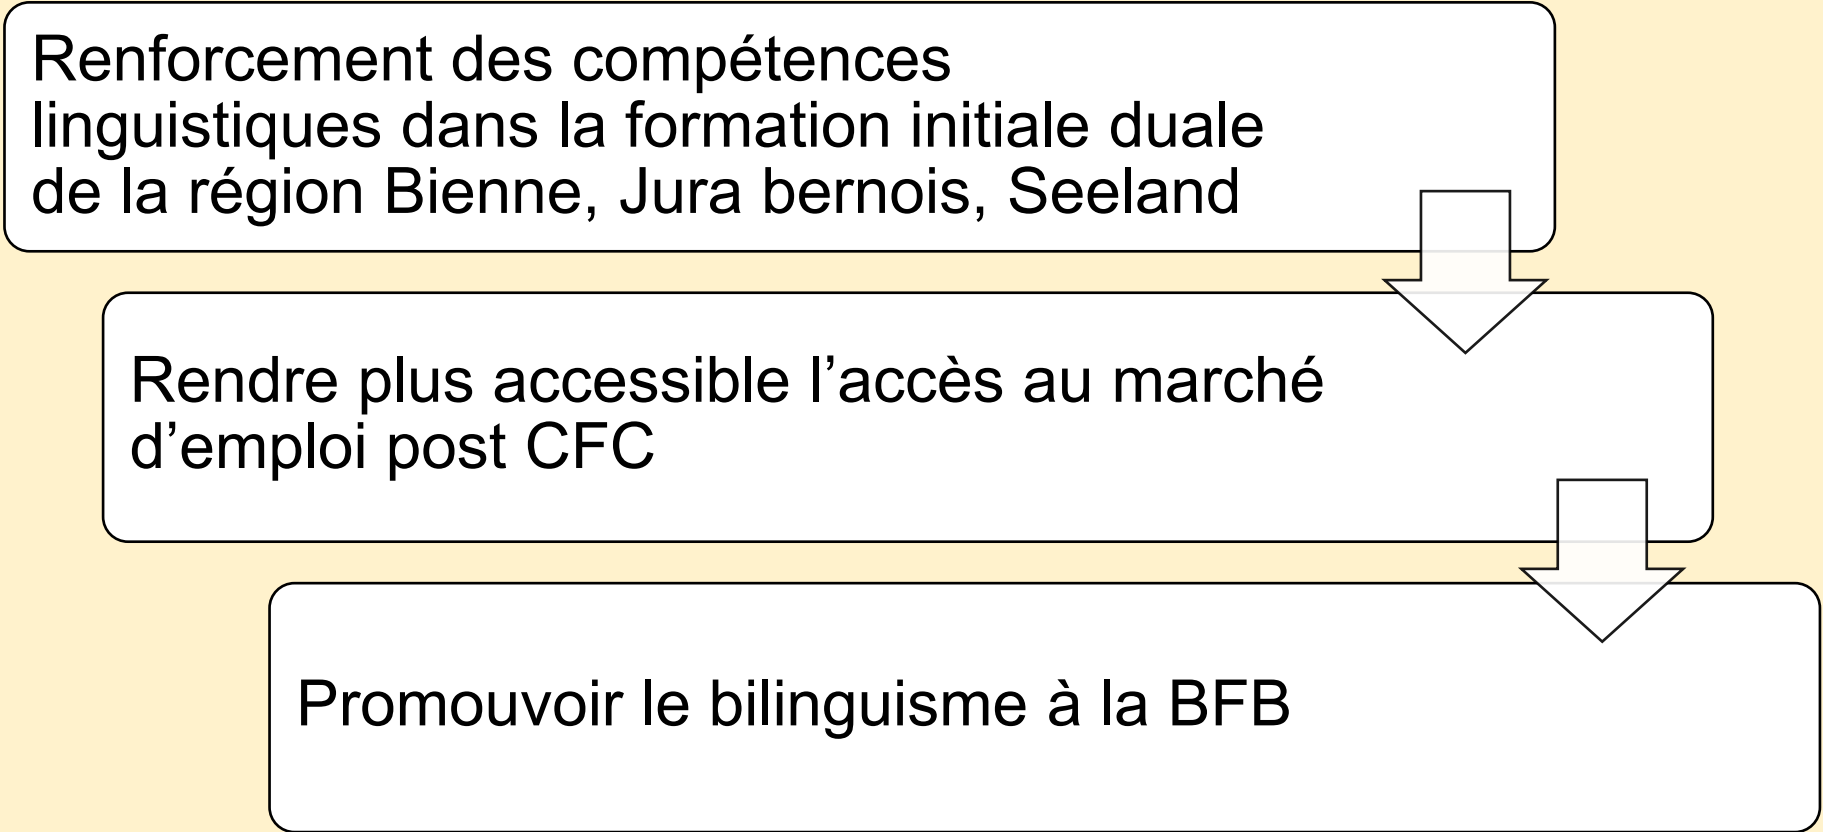 Renforcement des compétences
linguistiques dans la formation initiale duale
de la région Bienne, Jura bernois, Seeland
Rendre plus accessible l’accès au marché
d’emploi post CFC
Promouvoir le bilinguisme à la BFB